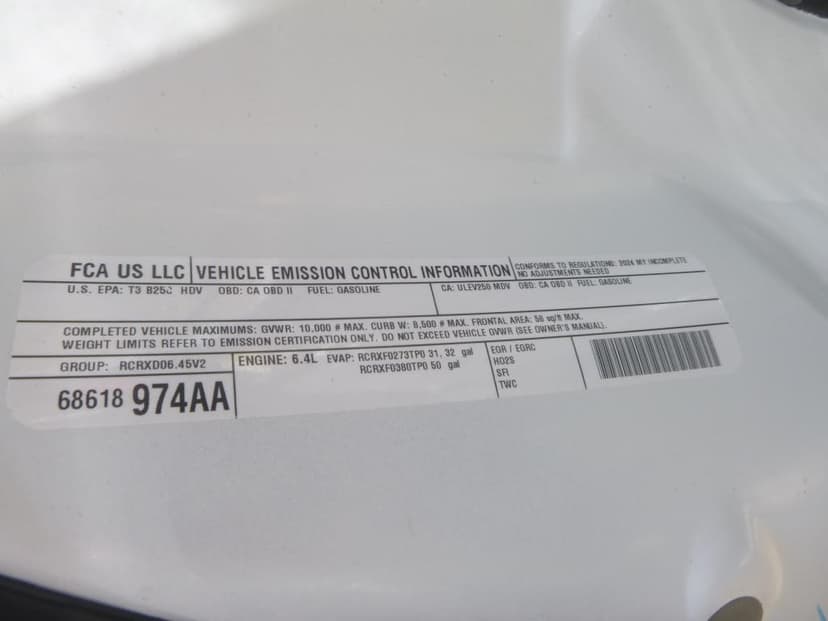 FCA US LLC VEHICLE EMISSION CONTROL INFORMATION
CONFORMS TO REGULATIONS: 2024 MY INCOMPLETE
NO ADJUSTMENTS NEEDED
U.S. EPA: T3 B250 HDV OBD: CA OBD II FUEL: GASOLINE
CA: ULEV250 MDV OBD: CA OBD II FUEL: GASOLINE
COMPLETED VEHICLE MAXIMUMS: GVWR: 10,000 # MAX. CURB W: 8,500 # MAX. FRONTAL AREA: 56 sq/ft MAX.
WEIGHT LIMITS REFER TO EMISSION CERTIFICATION ONLY. DO NOT EXCEED VEHICLE GVWR (SEE OWNER'S MANUAL).
GROUP: RCRXD06.45V2
68618 974AA
ENGINE: 6.4L EVAP: RCRXF0273TP0 31, 32 gal
RCRXF0380TP0 50 gal
EGR / EGRC
HO2S
SFI
TWC